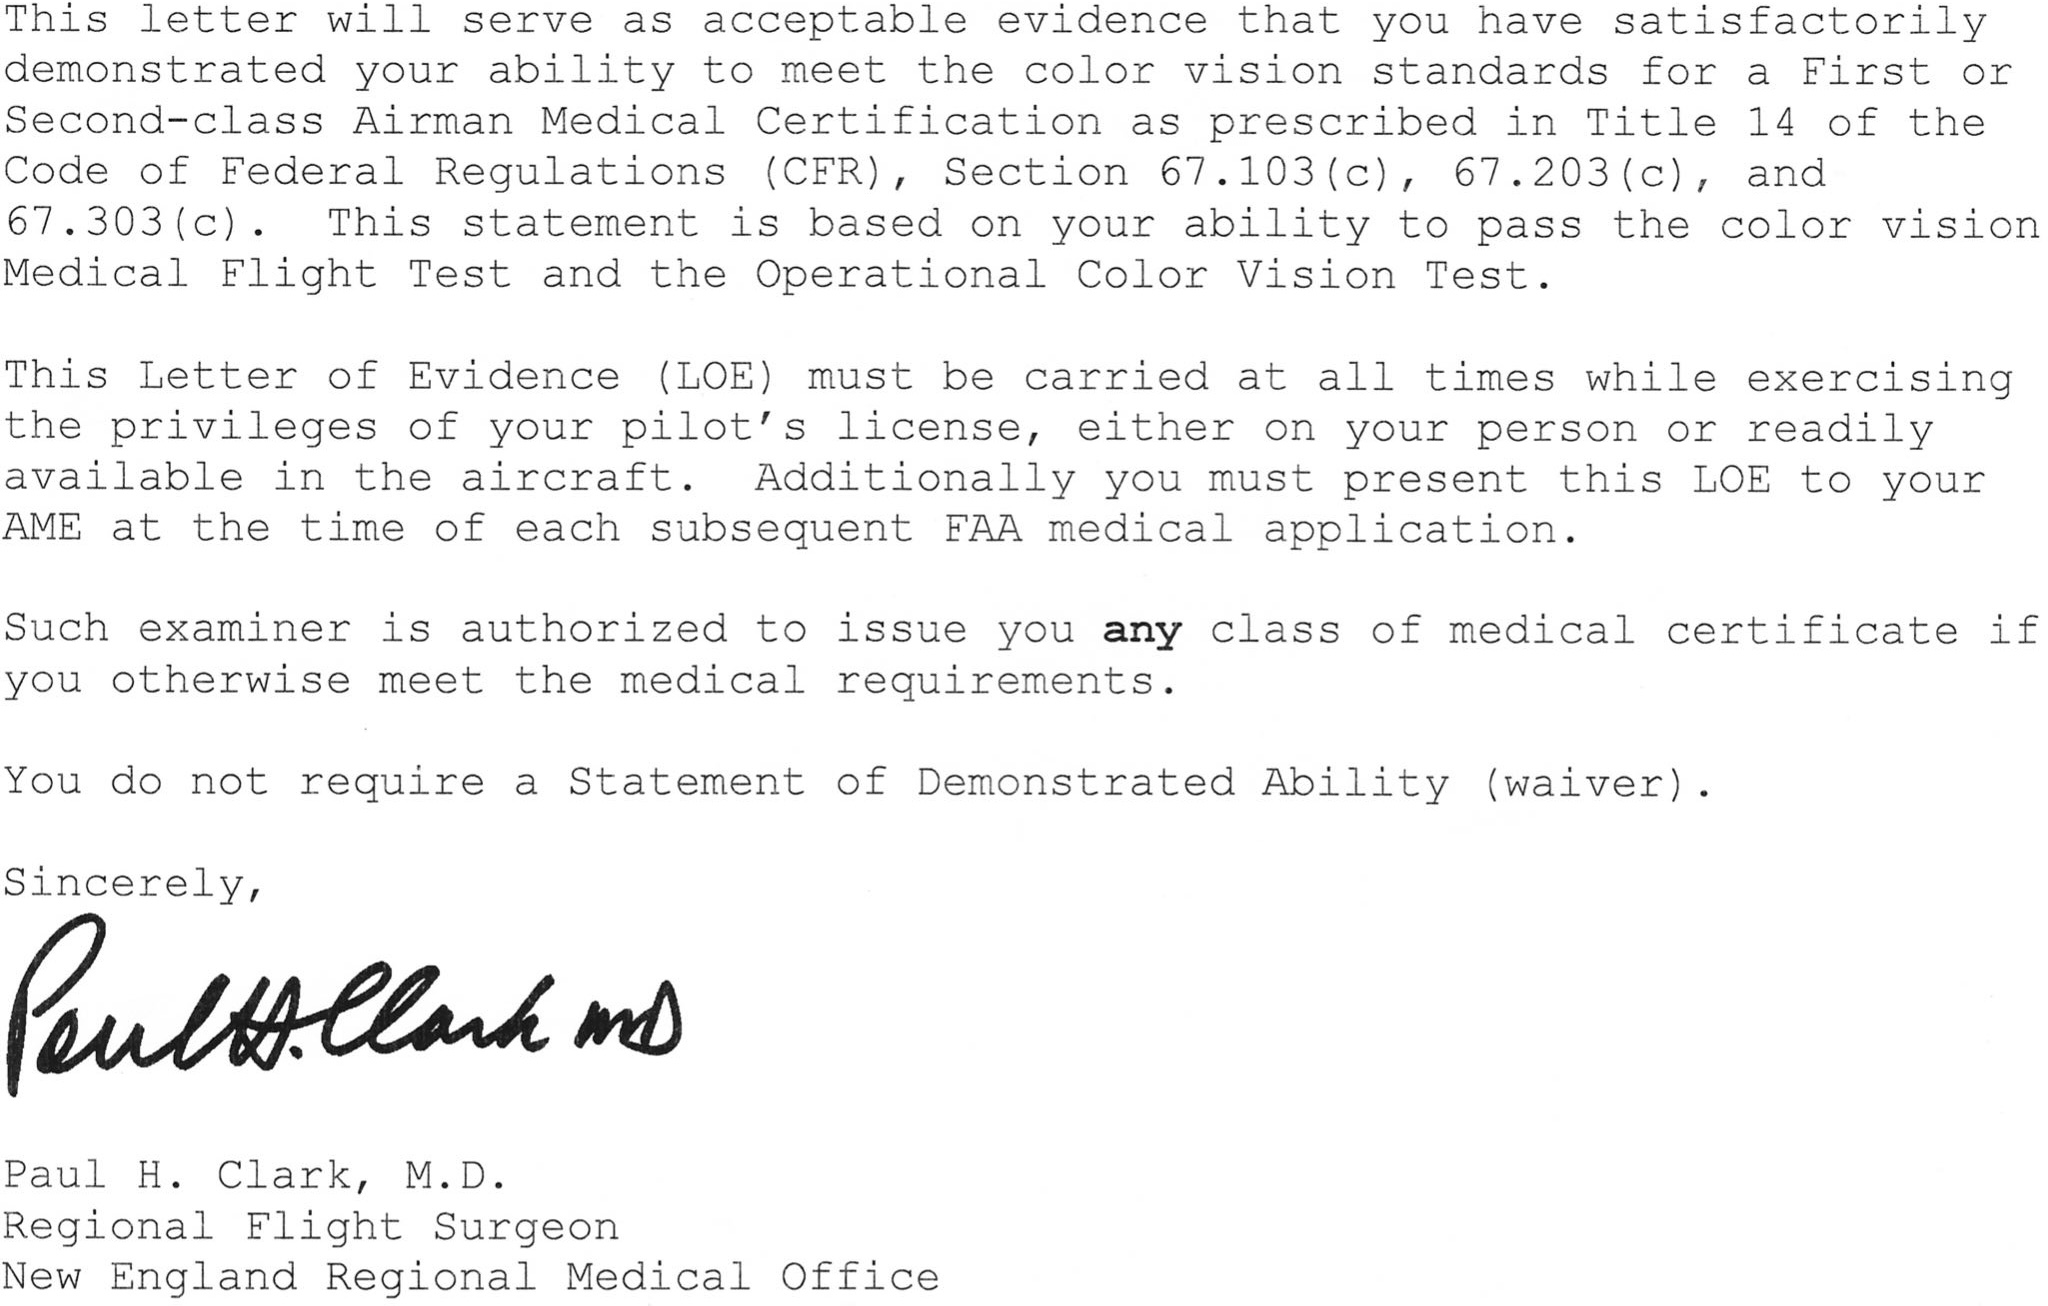 This letter will serve as acceptable evidence that you have satisfactorily
demonstrated your ability to meet the color vision standards for a First or
Second-class Airman Medical Certification as prescribed in Title 14 of the
Code of Federal Regulations (CFR), Section 67.103(c), 67.203(c), and
67.303(c).  This statement is based on your ability to pass the color vision
Medical Flight Test and the Operational Color Vision Test.

This Letter of Evidence (LOE) must be carried at all times while exercising
the privileges of your pilot's license, either on your person or readily
available in the aircraft.  Additionally you must present this LOE to your
AME at the time of each subsequent FAA medical application.

Such examiner is authorized to issue you any class of medical certificate if
you otherwise meet the medical requirements.

You do not require a Statement of Demonstrated Ability (waiver).

Sincerely,
Paul H. Clark MD

Paul H. Clark, M.D.
Regional Flight Surgeon
New England Regional Medical Office